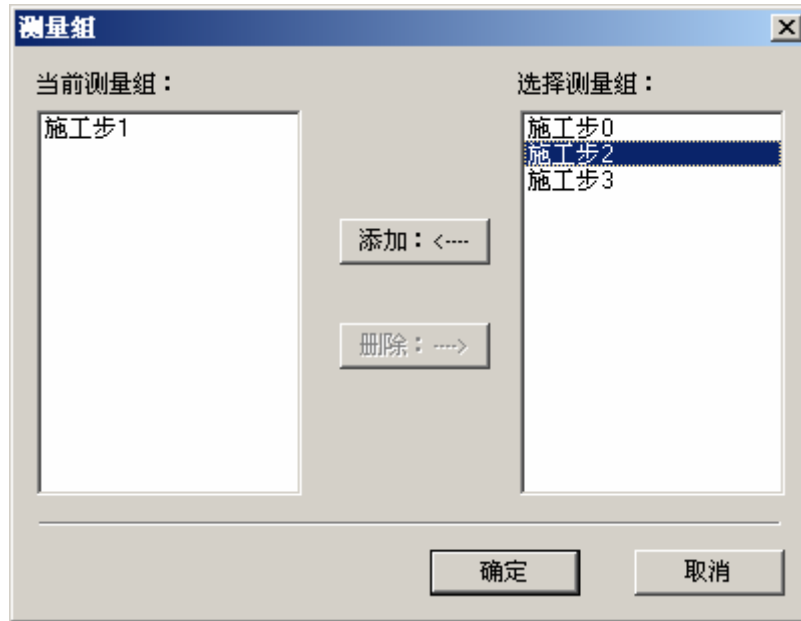 测量组
当前测量组：
选择测量组：
施工步1
施工步0
施工步2
施工步3
添加：<----
删除：---->
确定
取消